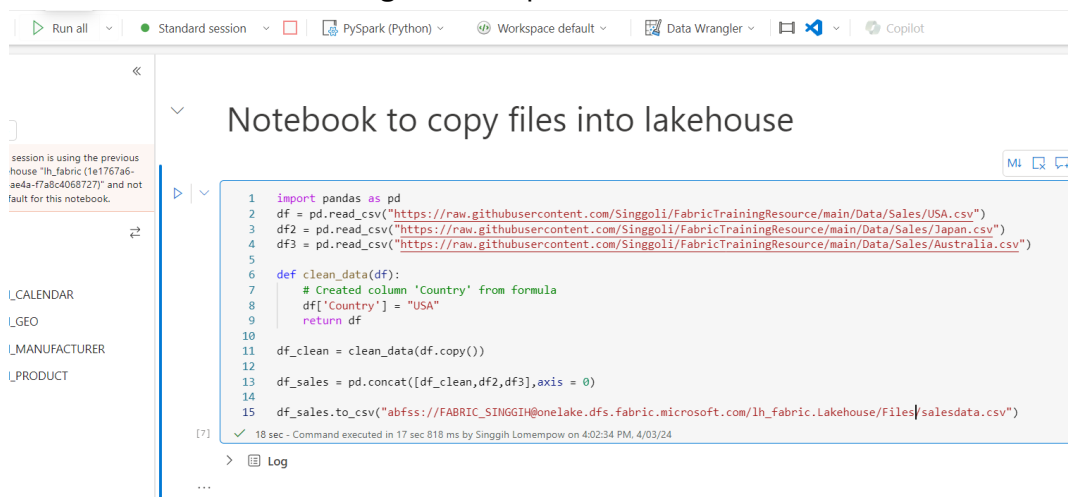 Run all
Standard session
PySpark (Python)
Workspace default
Data Wrangler
Copilot
Notebook to copy files into lakehouse
session is using the previous
house "lh_fabric (1e1767a6-
ae4a-f7a8c4068727)" and not
fault for this notebook.
_CALENDAR
_GEO
_MANUFACTURER
_PRODUCT
1 import pandas as pd
2 df = pd.read_csv("https://raw.githubusercontent.com/Singgoli/FabricTrainingResource/main/Data/Sales/USA.csv")
3 df2 = pd.read_csv("https://raw.githubusercontent.com/Singgoli/FabricTrainingResource/main/Data/Sales/Japan.csv")
4 df3 = pd.read_csv("https://raw.githubusercontent.com/Singgoli/FabricTrainingResource/main/Data/Sales/Australia.csv")
5
6 def clean_data(df):
7 # Created column 'Country' from formula
8 df['Country'] = "USA"
9 return df
10
11 df_clean = clean_data(df.copy())
12
13 df_sales = pd.concat([df_clean,df2,df3],axis = 0)
14
15 df_sales.to_csv("abfss://FABRIC_SINGGIH@onelake.dfs.fabric.microsoft.com/lh_fabric.Lakehouse/Files/salesdata.csv")
[7] 18 sec - Command executed in 17 sec 818 ms by Singgih Lomempow on 4:02:34 PM, 4/03/24
Log
...